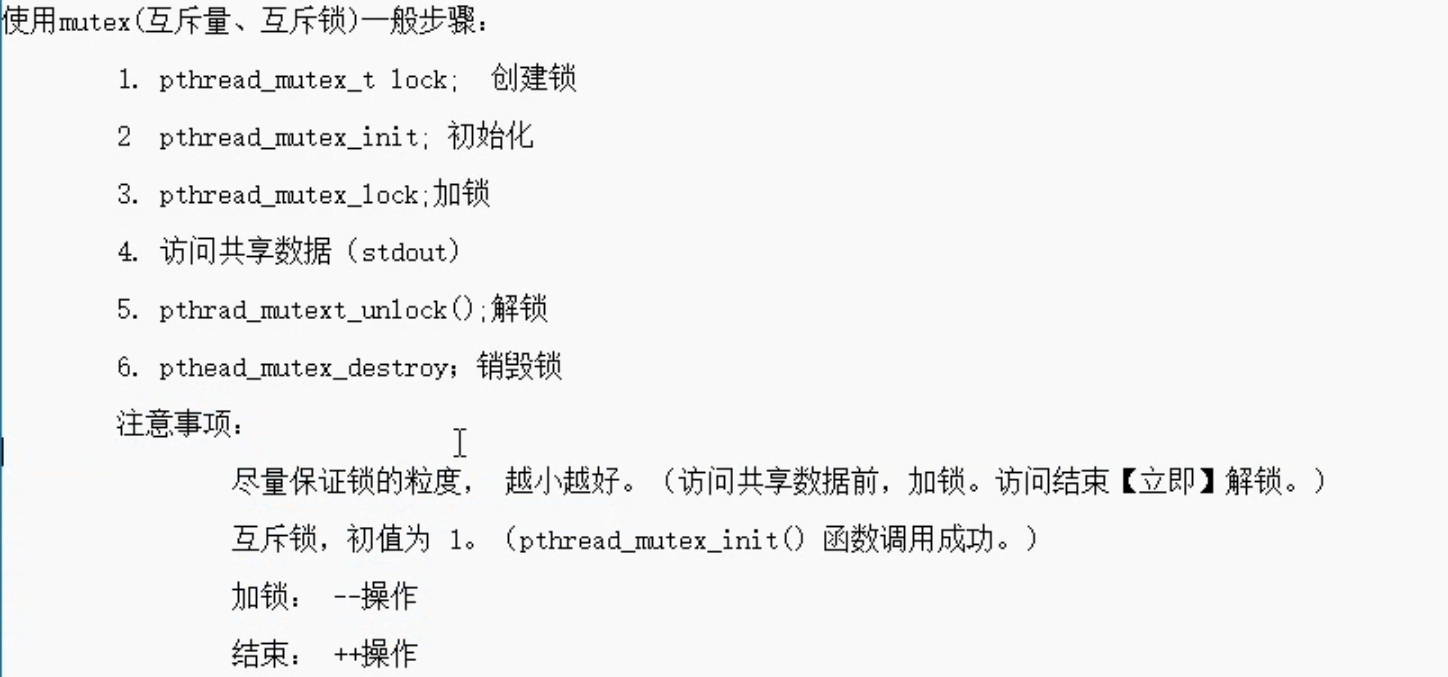 使用mutex(互斥量、互斥锁)一般步骤：
1. pthread_mutex_t lock;  创建锁
2  pthread_mutex_init; 初始化
3. pthread_mutex_lock;加锁
4. 访问共享数据（stdout)
5. pthrad_mutext_unlock();解锁
6. pthead_mutex_destroy；销毁锁
注意事项：
尽量保证锁的粒度， 越小越好。（访问共享数据前，加锁。访问结束【立即】解锁。）
互斥锁，初值为 1。（pthread_mutex_init() 函数调用成功。）
加锁： --操作
结束： ++操作